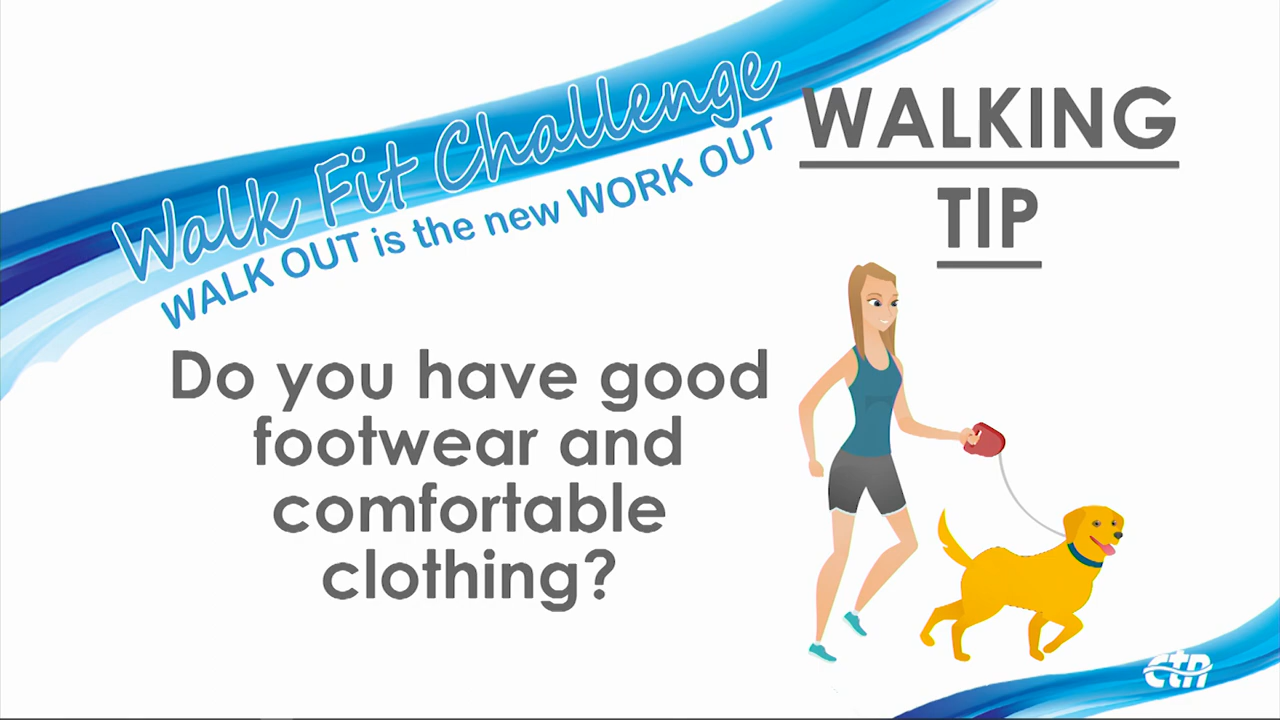 Walk Fit Challenge
WALK OUT is the new WORK OUT
WALKING
TIP
Do you have good
footwear and
comfortable
clothing?
ctn